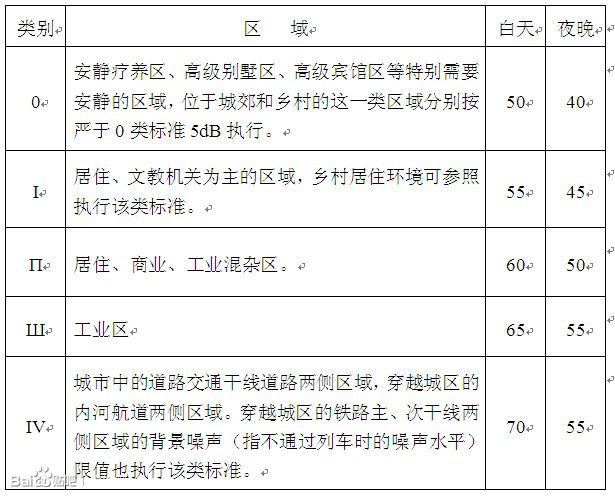 类别 区 域 白天 夜晚
安静疗养区、高级别墅区、高级宾馆区等特别需要
0 安静的区域，位于城郊和乡村的这一类区域分别按 50 40
严于 0 类标准 5dB 执行。
I 居住、文教机关为主的区域，乡村居住环境可参照 55 45
执行该类标准。
П 居住、商业、工业混杂区。 60 50
Ш 工业区 65 55
城市中的道路交通干线道路两侧区域，穿越城区的
内河航道两侧区域。穿越城区的铁路主、次干线两
IV 侧区域的背景噪声（指不通过列车时的噪声水平） 70 55
限值也执行该类标准。
Bai贴吧